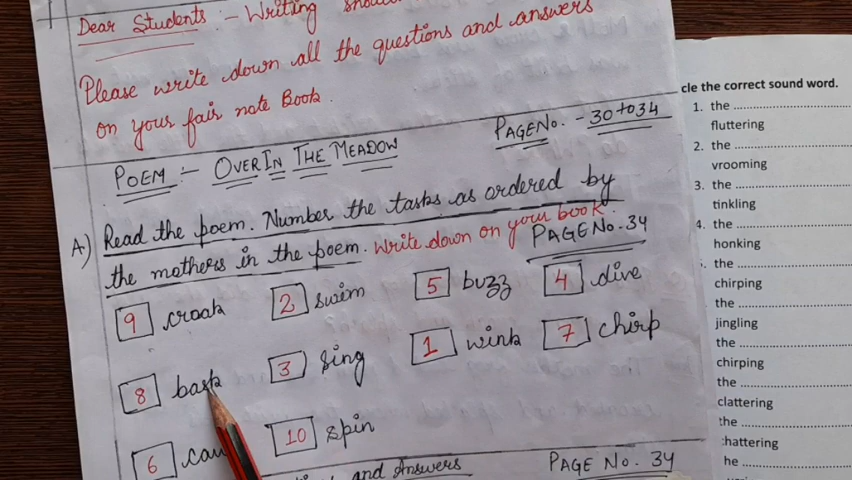 Dear Students :- Writing
Please write down all the questions and answers
on your fair note Book.
PAGE No. - 30 to 34
POEM :- OVER IN THE MEADOW
A.) Read the poem. Number the tasks as ordered by
the mothers in the poem. Write down on your book.
PAGE No. 34
9 croak 2 swim 5 buzz 4 dive
8 bask 3 sing 1 wink 7 chirp
6 10 spin
and Answers PAGE No. 34
cle the correct sound word.
1. the
fluttering
2. the
vrooming
3. the
tinkling
4. the
honking
the
chirping
the
jingling
the
chirping
the
clattering
the
hattering
he